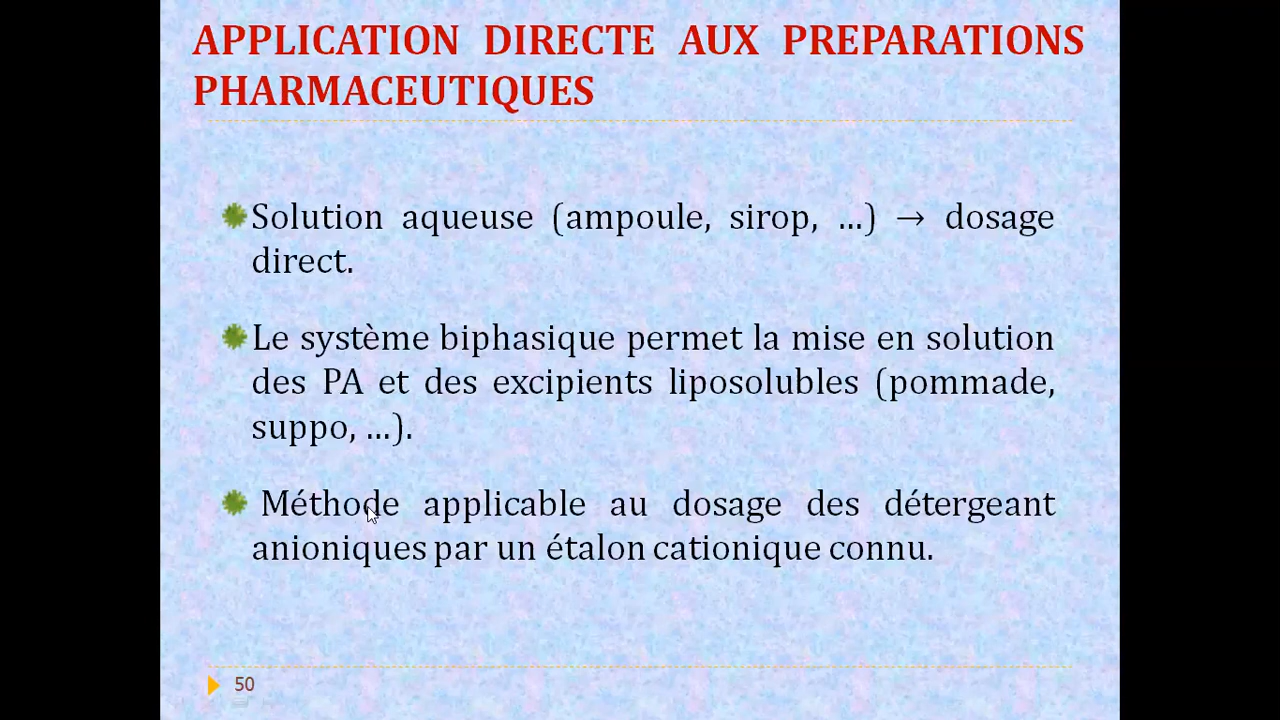 APPLICATION DIRECTE AUX PREPARATIONS
PHARMACEUTIQUES
Solution aqueuse (ampoule, sirop, ...) → dosage
direct.
Le système biphasique permet la mise en solution
des PA et des excipients liposolubles (pommade,
suppo, ...).
Méthode applicable au dosage des détergeant
anioniques par un étalon cationique connu.
50